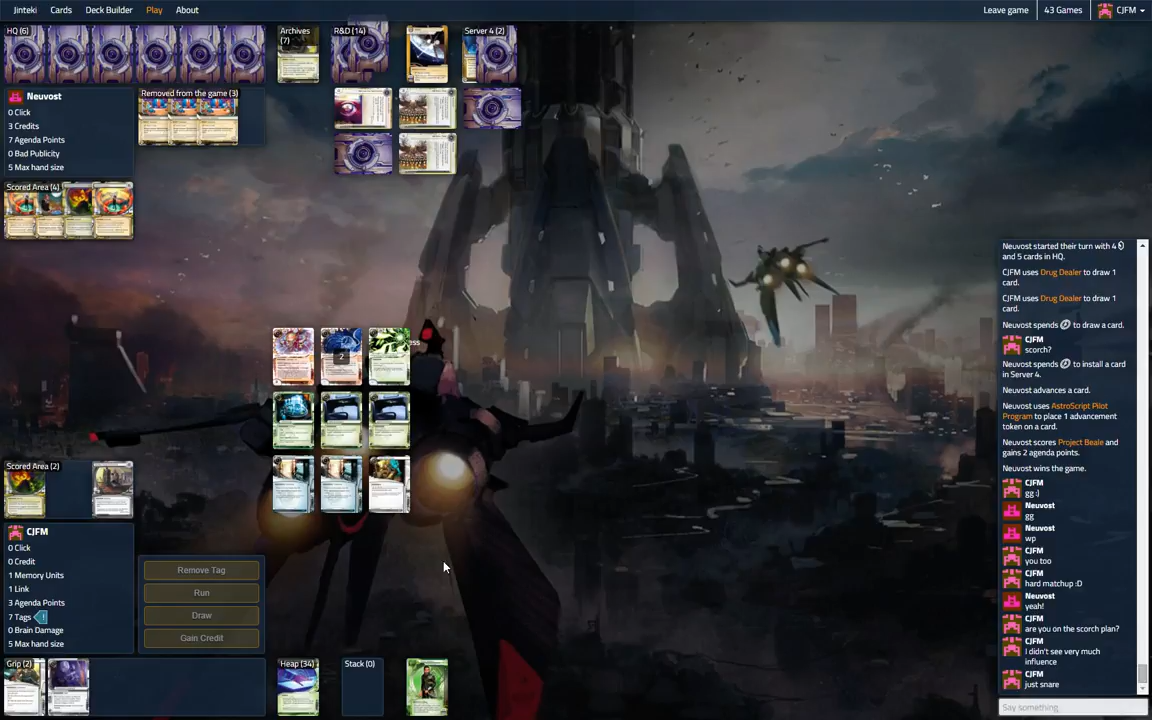 Jinteki Cards Deck Builder Play About
Leave game 43 Games CJFM
HQ (6)
Archives
(7)
R&D (14)
Server 4 (2)
Neuvost
0 Click
3 Credits
7 Agenda Points
0 Bad Publicity
5 Max hand size
Removed from the game (3)
Scored Area (4)
2
ess
Scored Area (2)
CJFM
0 Click
0 Credit
1 Memory Units
1 Link
3 Agenda Points
7 Tags !
0 Brain Damage
5 Max hand size
Remove Tag
Run
Draw
Gain Credit
Grip (2)
Heap (34)
Stack (0)
Neuvost started their turn with 4
and 5 cards in HQ.
CJFM uses Drug Dealer to draw 1
card.
CJFM uses Drug Dealer to draw 1
card.
Neuvost spends to draw a card.
CJFM
scorch?
Neuvost spends to install a card
in Server 4.
Neuvost advances a card.
Neuvost uses AstroScript Pilot
Program to place 1 advancement
token on a card.
Neuvost scores Project Beale and
gains 2 agenda points.
Neuvost wins the game.
CJFM
gg :)
Neuvost
gg
Neuvost
wp
CJFM
you too
CJFM
hard matchup :D
Neuvost
yeah!
CJFM
are you on the scorch plan?
CJFM
I didn't see very much
influence
CJFM
just snare
Say something